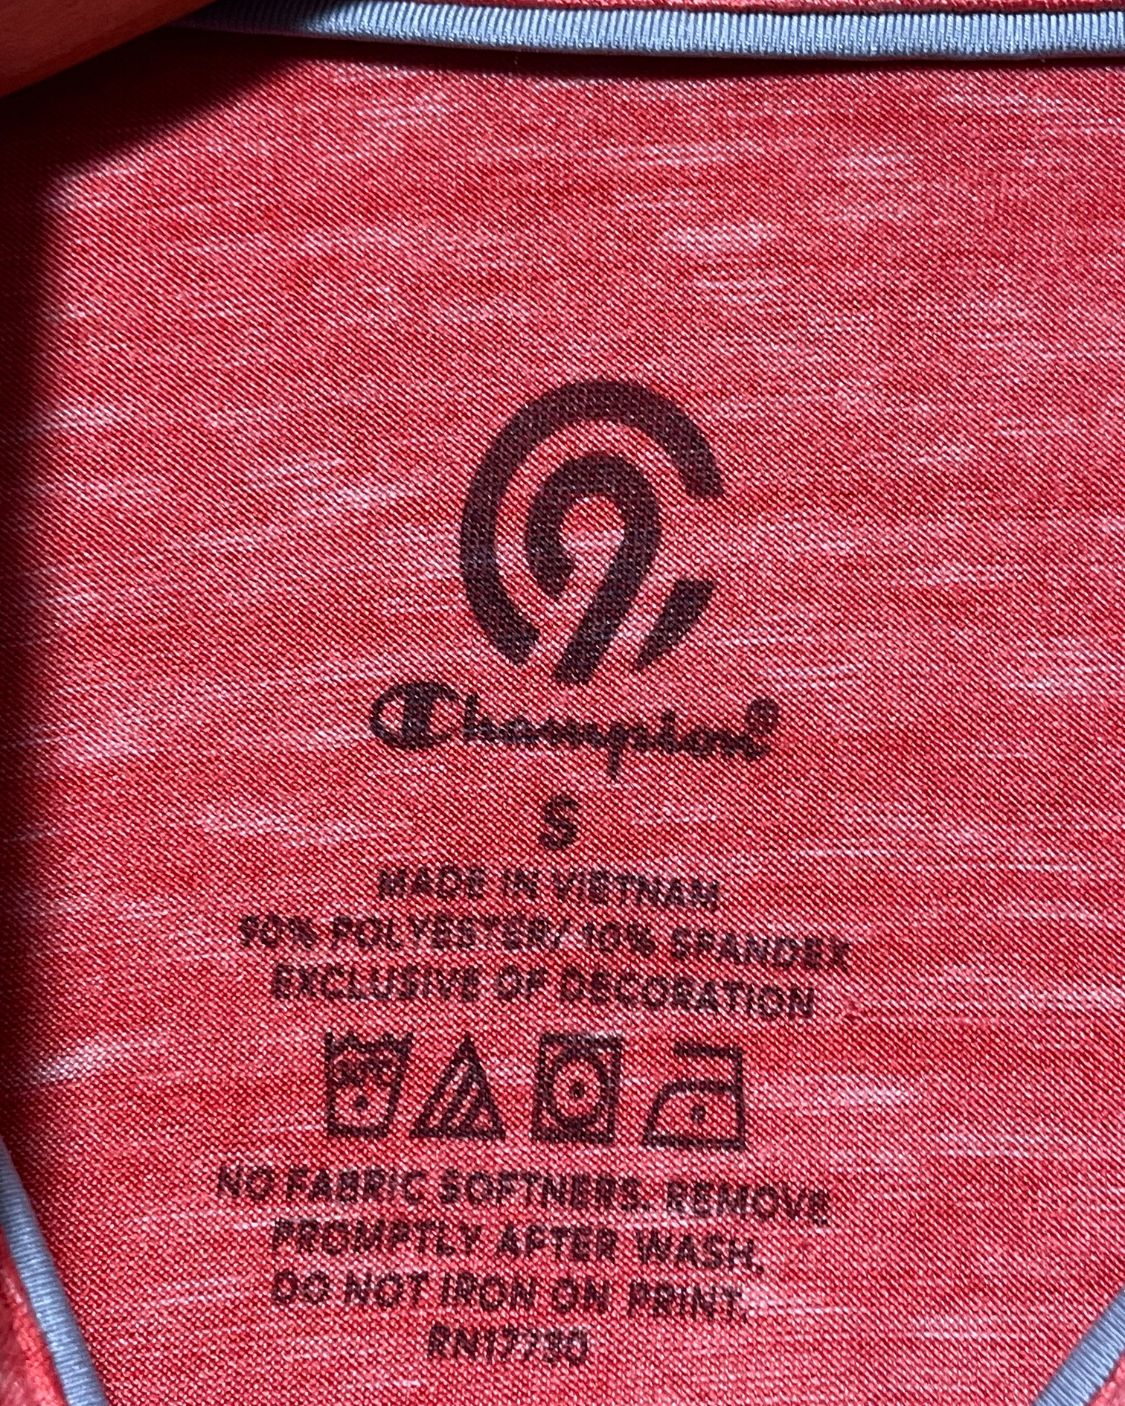 Champion®
S
MADE IN VIETNAM
90% POLYESTER/ 10% SPANDEX
EXCLUSIVE OF DECORATION
NO FABRIC SOFTNERS. REMOVE
PROMPTLY AFTER WASH.
DO NOT IRON ON PRINT.
RN17730